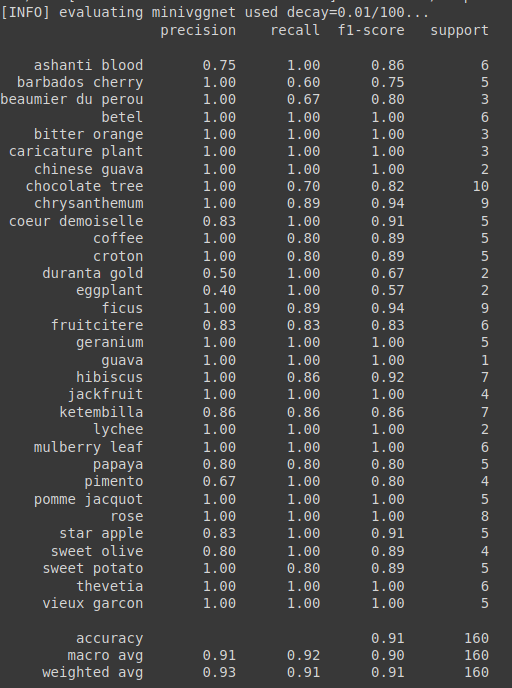 [INFO] evaluating minivggnet used decay=0.01/100...
precision recall f1-score support
ashanti blood 0.75 1.00 0.86 6
barbados cherry 1.00 0.60 0.75 5
beaumier du perou 1.00 0.67 0.80 3
betel 1.00 1.00 1.00 6
bitter orange 1.00 1.00 1.00 3
caricature plant 1.00 1.00 1.00 3
chinese guava 1.00 1.00 1.00 2
chocolate tree 1.00 0.70 0.82 10
chrysanthemum 1.00 0.89 0.94 9
coeur demoiselle 0.83 1.00 0.91 5
coffee 1.00 0.80 0.89 5
croton 1.00 0.80 0.89 5
duranta gold 0.50 1.00 0.67 2
eggplant 0.40 1.00 0.57 2
ficus 1.00 0.89 0.94 9
fruitcitere 0.83 0.83 0.83 6
geranium 1.00 1.00 1.00 5
guava 1.00 1.00 1.00 1
hibiscus 1.00 0.86 0.92 7
jackfruit 1.00 1.00 1.00 4
ketembilla 0.86 0.86 0.86 7
lychee 1.00 1.00 1.00 2
mulberry leaf 1.00 1.00 1.00 6
papaya 0.80 0.80 0.80 5
pimento 0.67 1.00 0.80 4
pomme jacquot 1.00 1.00 1.00 5
rose 1.00 1.00 1.00 8
star apple 0.83 1.00 0.91 5
sweet olive 0.80 1.00 0.89 4
sweet potato 1.00 0.80 0.89 5
thevetia 1.00 1.00 1.00 6
vieux garcon 1.00 1.00 1.00 5
accuracy 0.91 160
macro avg 0.91 0.92 0.90 160
weighted avg 0.93 0.91 0.91 160